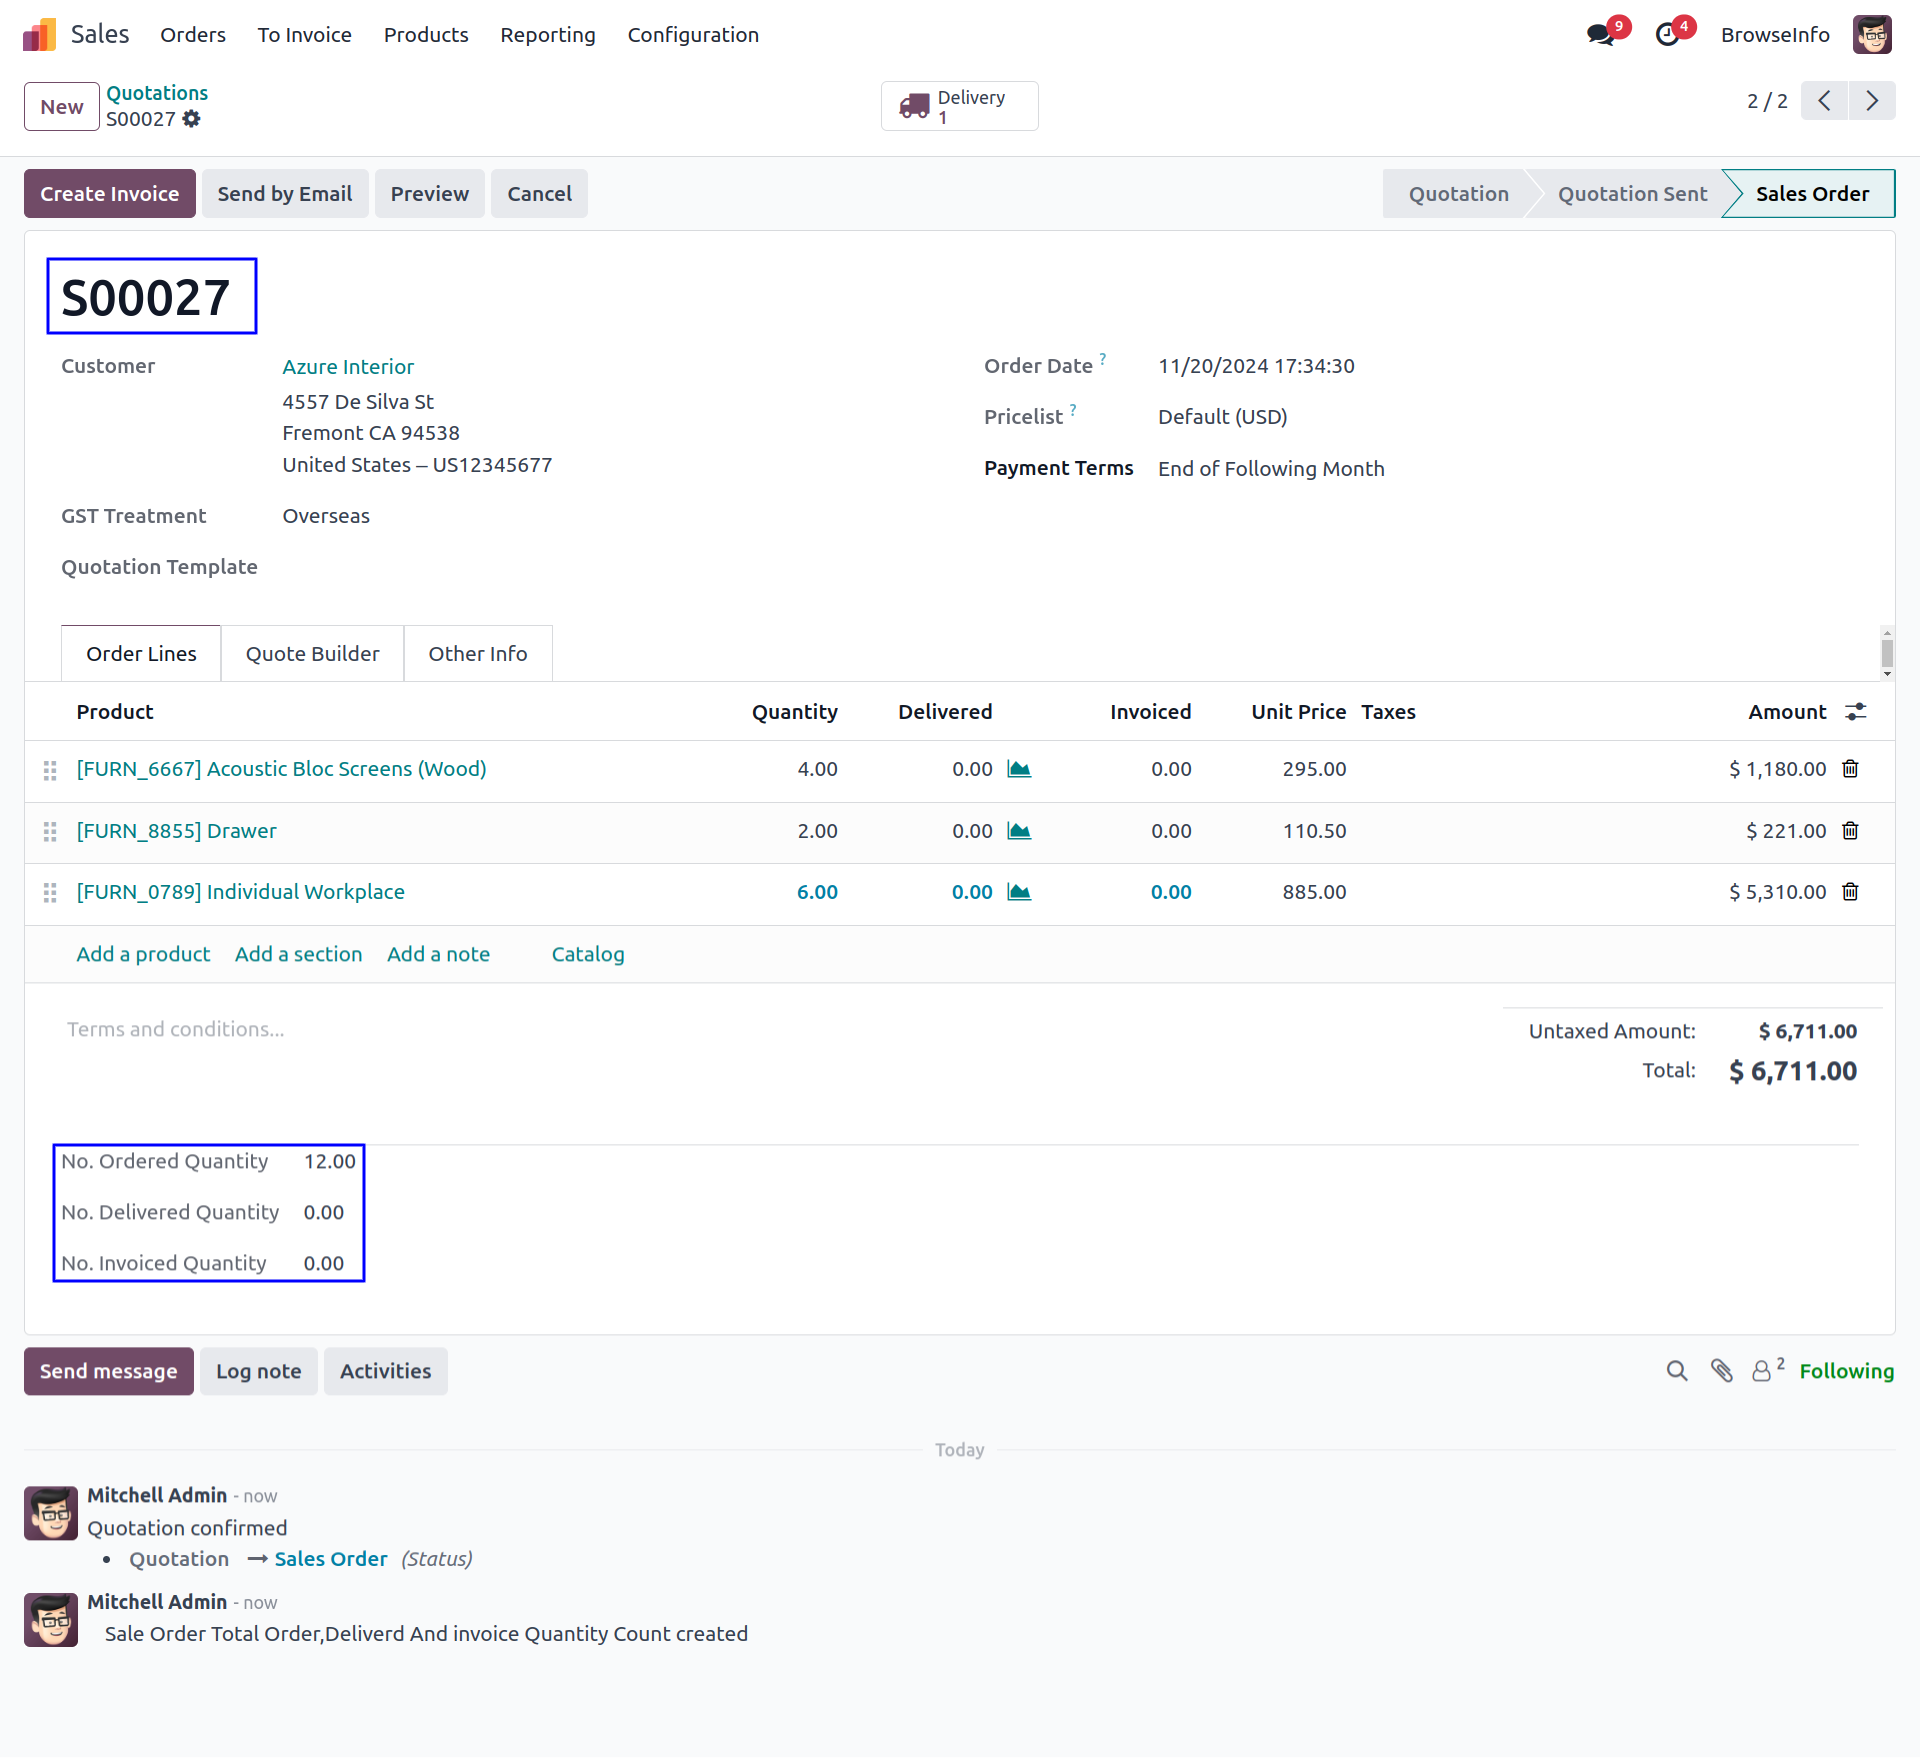 Sales Orders To Invoice Products Reporting Configuration 9 4 BrowseInfo
New Quotations Delivery 2 / 2
S00027 1
Create Invoice Send by Email Preview Cancel Quotation Quotation Sent Sales Order
S00027
Customer Azure Interior Order Date ? 11/20/2024 17:34:30
4557 De Silva St
Fremont CA 94538 Pricelist ? Default (USD)
United States – US12345677 Payment Terms End of Following Month
GST Treatment Overseas
Quotation Template
Order Lines Quote Builder Other Info
Product Quantity Delivered Invoiced Unit Price Taxes Amount
[FURN_6667] Acoustic Bloc Screens (Wood) 4.00 0.00 0.00 295.00 $ 1,180.00
[FURN_8855] Drawer 2.00 0.00 0.00 110.50 $ 221.00
[FURN_0789] Individual Workplace 6.00 0.00 0.00 885.00 $ 5,310.00
Add a product Add a section Add a note Catalog
Terms and conditions... Untaxed Amount: $ 6,711.00
Total: $ 6,711.00
No. Ordered Quantity 12.00
No. Delivered Quantity 0.00
No. Invoiced Quantity 0.00
Send message Log note Activities 2 Following
Today
Mitchell Admin - now
Quotation confirmed
• Quotation → Sales Order (Status)
Mitchell Admin - now
Sale Order Total Order,Deliverd And invoice Quantity Count created